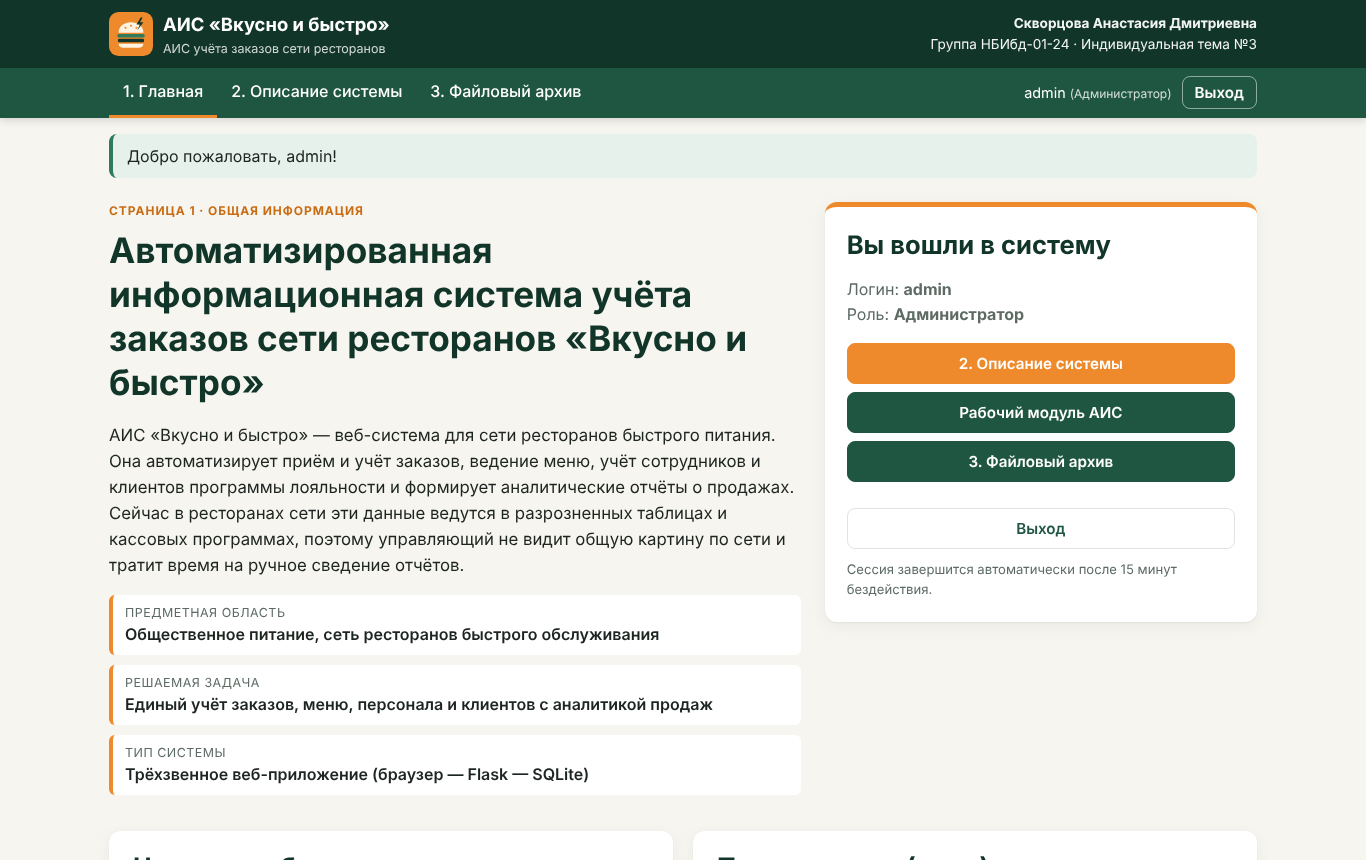 АИС «Вкусно и быстро»
АИС учёта заказов сети ресторанов
Скворцова Анастасия Дмитриевна
Группа НБИбд-01-24 · Индивидуальная тема №3
1. Главная
2. Описание системы
3. Файловый архив
admin (Администратор)
Выход
Добро пожаловать, admin!
СТРАНИЦА 1 · ОБЩАЯ ИНФОРМАЦИЯ
Автоматизированная
информационная система учёта
заказов сети ресторанов «Вкусно и
быстро»
АИС «Вкусно и быстро» — веб-система для сети ресторанов быстрого питания.
Она автоматизирует приём и учёт заказов, ведение меню, учёт сотрудников и
клиентов программы лояльности и формирует аналитические отчёты о продажах.
Сейчас в ресторанах сети эти данные ведутся в разрозненных таблицах и
кассовых программах, поэтому управляющий не видит общую картину по сети и
тратит время на ручное сведение отчётов.
ПРЕДМЕТНАЯ ОБЛАСТЬ
Общественное питание, сеть ресторанов быстрого обслуживания
РЕШАЕМАЯ ЗАДАЧА
Единый учёт заказов, меню, персонала и клиентов с аналитикой продаж
ТИП СИСТЕМЫ
Трёхзвенное веб-приложение (браузер — Flask — SQLite)
Вы вошли в систему
Логин: admin
Роль: Администратор
2. Описание системы
Рабочий модуль АИС
3. Файловый архив
Выход
Сессия завершится автоматически после 15 минут
бездействия.